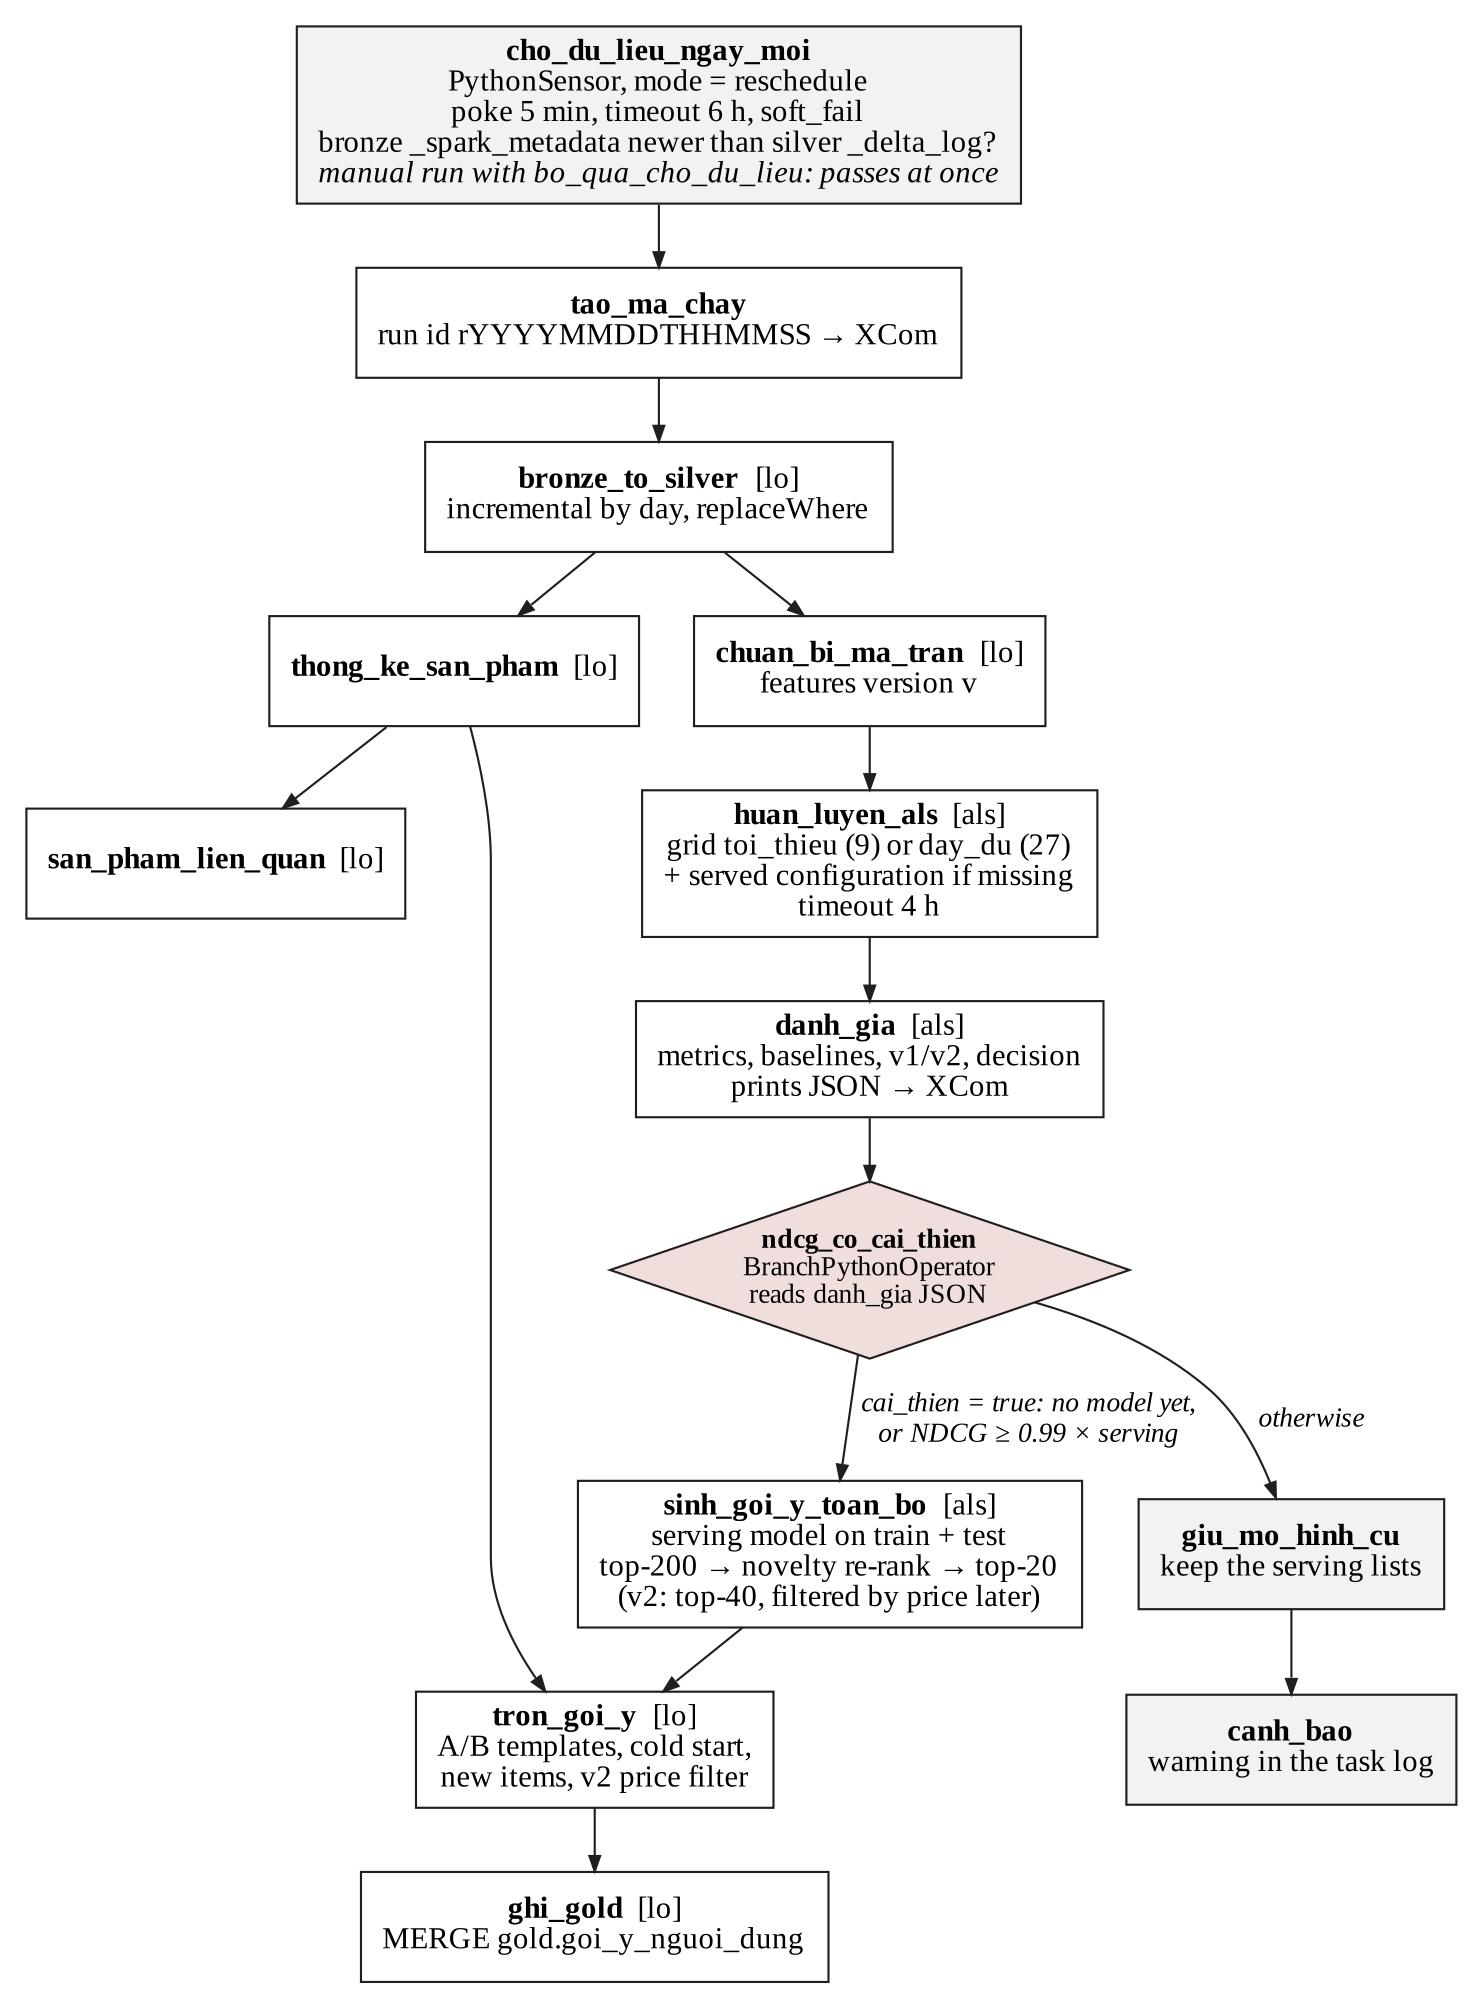 cho_du_lieu_ngay_moi
PythonSensor, mode = reschedule
poke 5 min, timeout 6 h, soft_fail
bronze _spark_metadata newer than silver _delta_log?
manual run with bo_qua_cho_du_lieu: passes at once
tao_ma_chay
run id rYYYYMMDDTHHMMSS → XCom
bronze_to_silver [lo]
incremental by day, replaceWhere
thong_ke_san_pham [lo]
chuan_bi_ma_tran [lo]
features version v
san_pham_lien_quan [lo]
huan_luyen_als [als]
grid toi_thieu (9) or day_du (27)
+ served configuration if missing
timeout 4 h
danh_gia [als]
metrics, baselines, v1/v2, decision
prints JSON → XCom
ndcg_co_cai_thien
BranchPythonOperator
reads danh_gia JSON
cai_thien = true: no model yet,
or NDCG ≥ 0.99 × serving
otherwise
sinh_goi_y_toan_bo [als]
serving model on train + test
top-200 → novelty re-rank → top-20
(v2: top-40, filtered by price later)
giu_mo_hinh_cu
keep the serving lists
tron_goi_y [lo]
A/B templates, cold start,
new items, v2 price filter
canh_bao
warning in the task log
ghi_gold [lo]
MERGE gold.goi_y_nguoi_dung